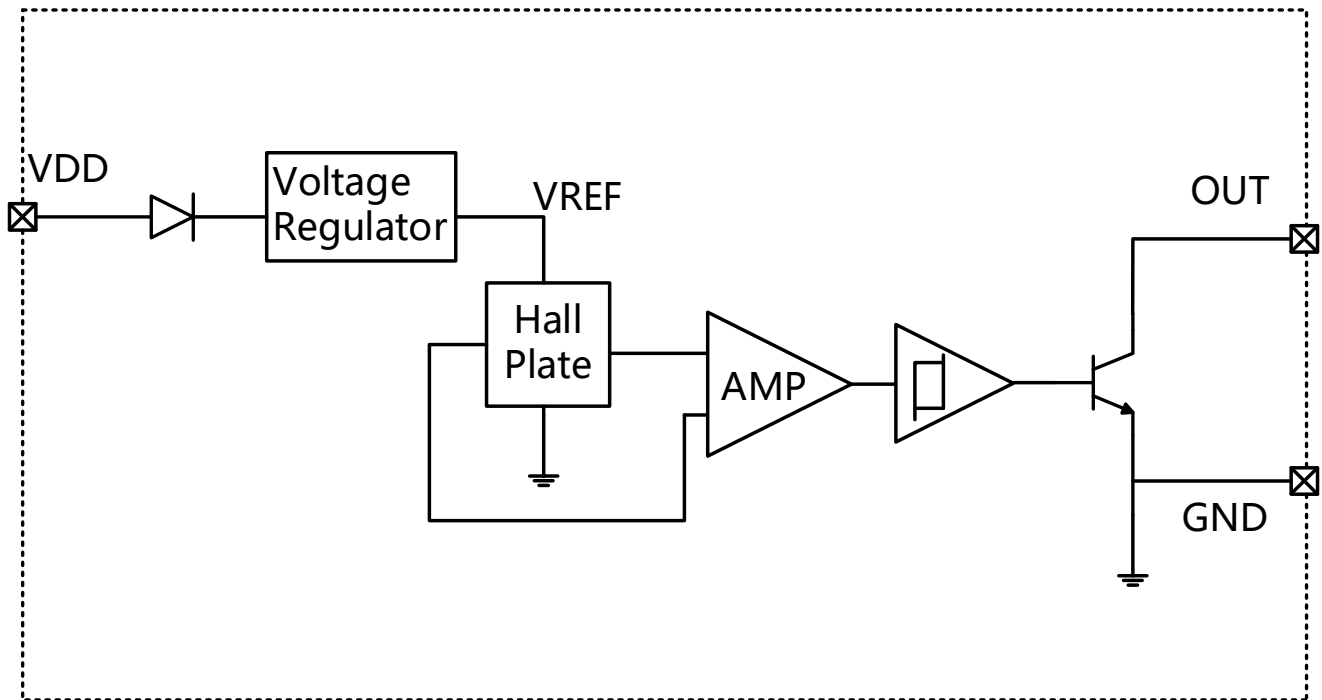 VDD
Voltage
Regulator
VREF
OUT
Hall
Plate
AMP
GND